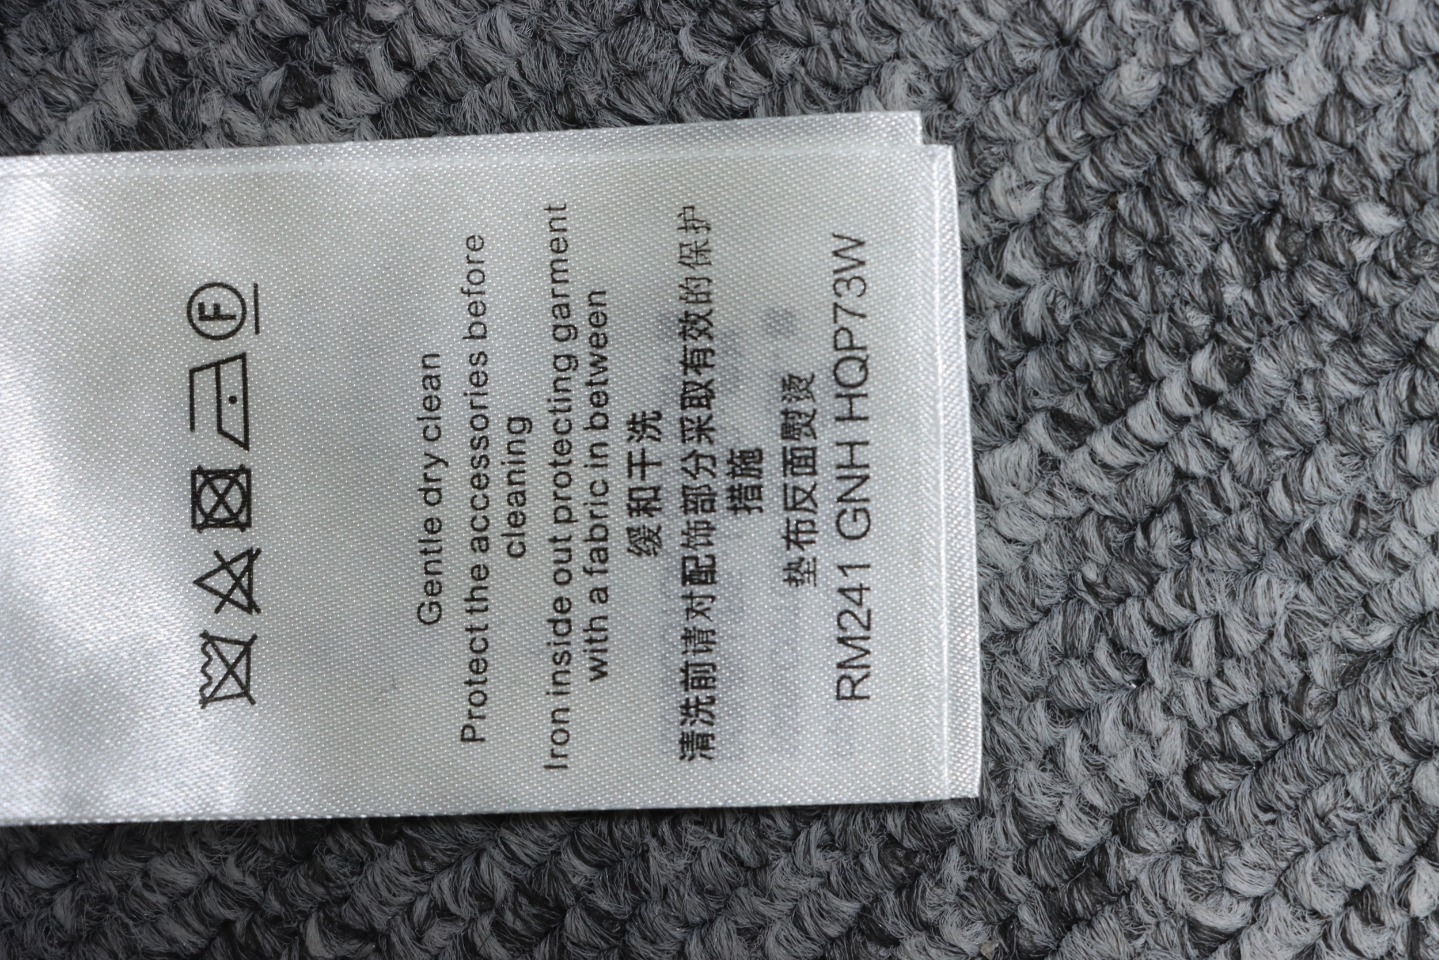 Gentle dry clean
Protect the accessories before
cleaning
Iron inside out protecting garment
with a fabric in between
缓和干洗
清洗前请对配饰部分采取有效的保护
措施
垫布反面熨烫
RM241 GNH HQP73W
F